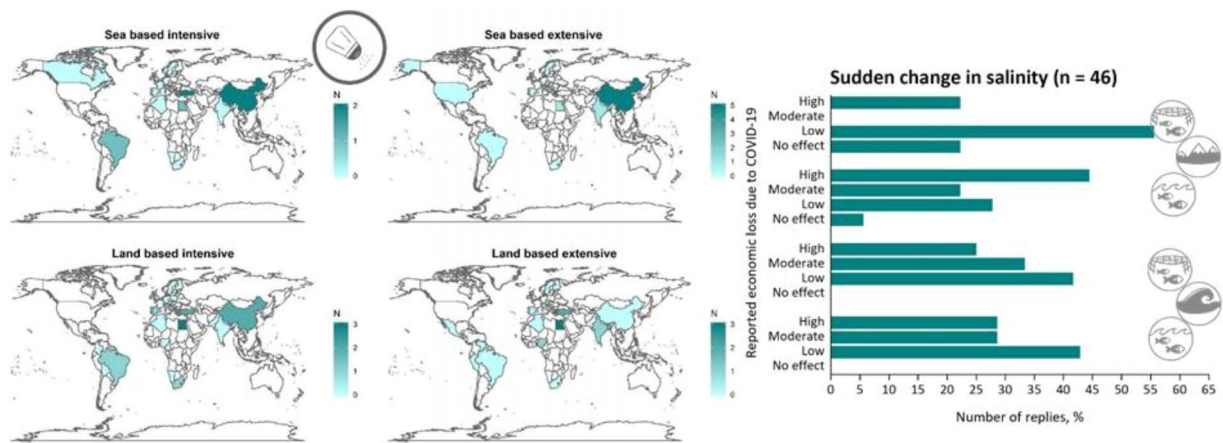 Sea based intensive
N
2
1
0
Sea based extensive
N
5
4
3
2
1
0
Land based intensive
N
3
2
1
0
Land based extensive
N
3
2
1
0
Sudden change in salinity (n = 46)
Reported economic loss due to COVID-19
High
Moderate
Low
No effect
High
Moderate
Low
No effect
High
Moderate
Low
No effect
High
Moderate
Low
No effect
0 5 10 15 20 25 30 35 40 45 50 55 60 65
Number of replies, %